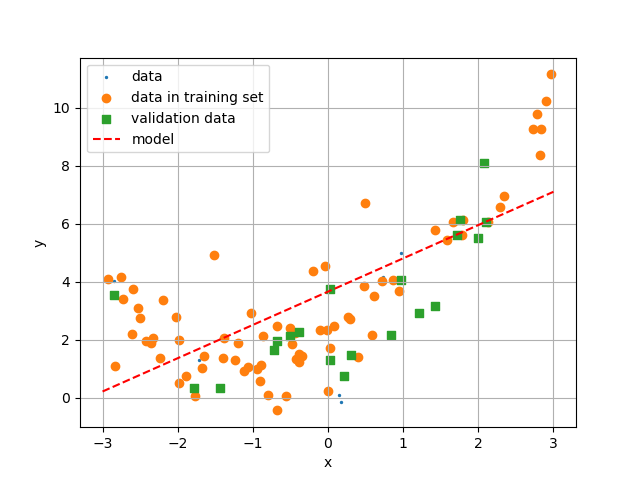 data
data in training set
validation data
model
y
10
8
6
4
2
0
−3
−2
−1
0
1
2
3
x